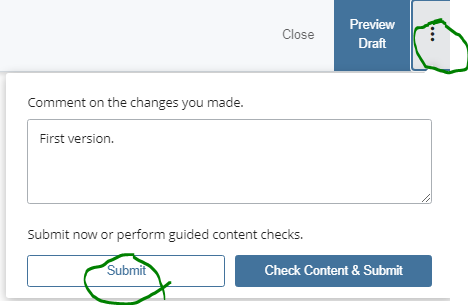 Close
Preview
Draft
Comment on the changes you made.
First version.
Submit now or perform guided content checks.
Submit
Check Content & Submit